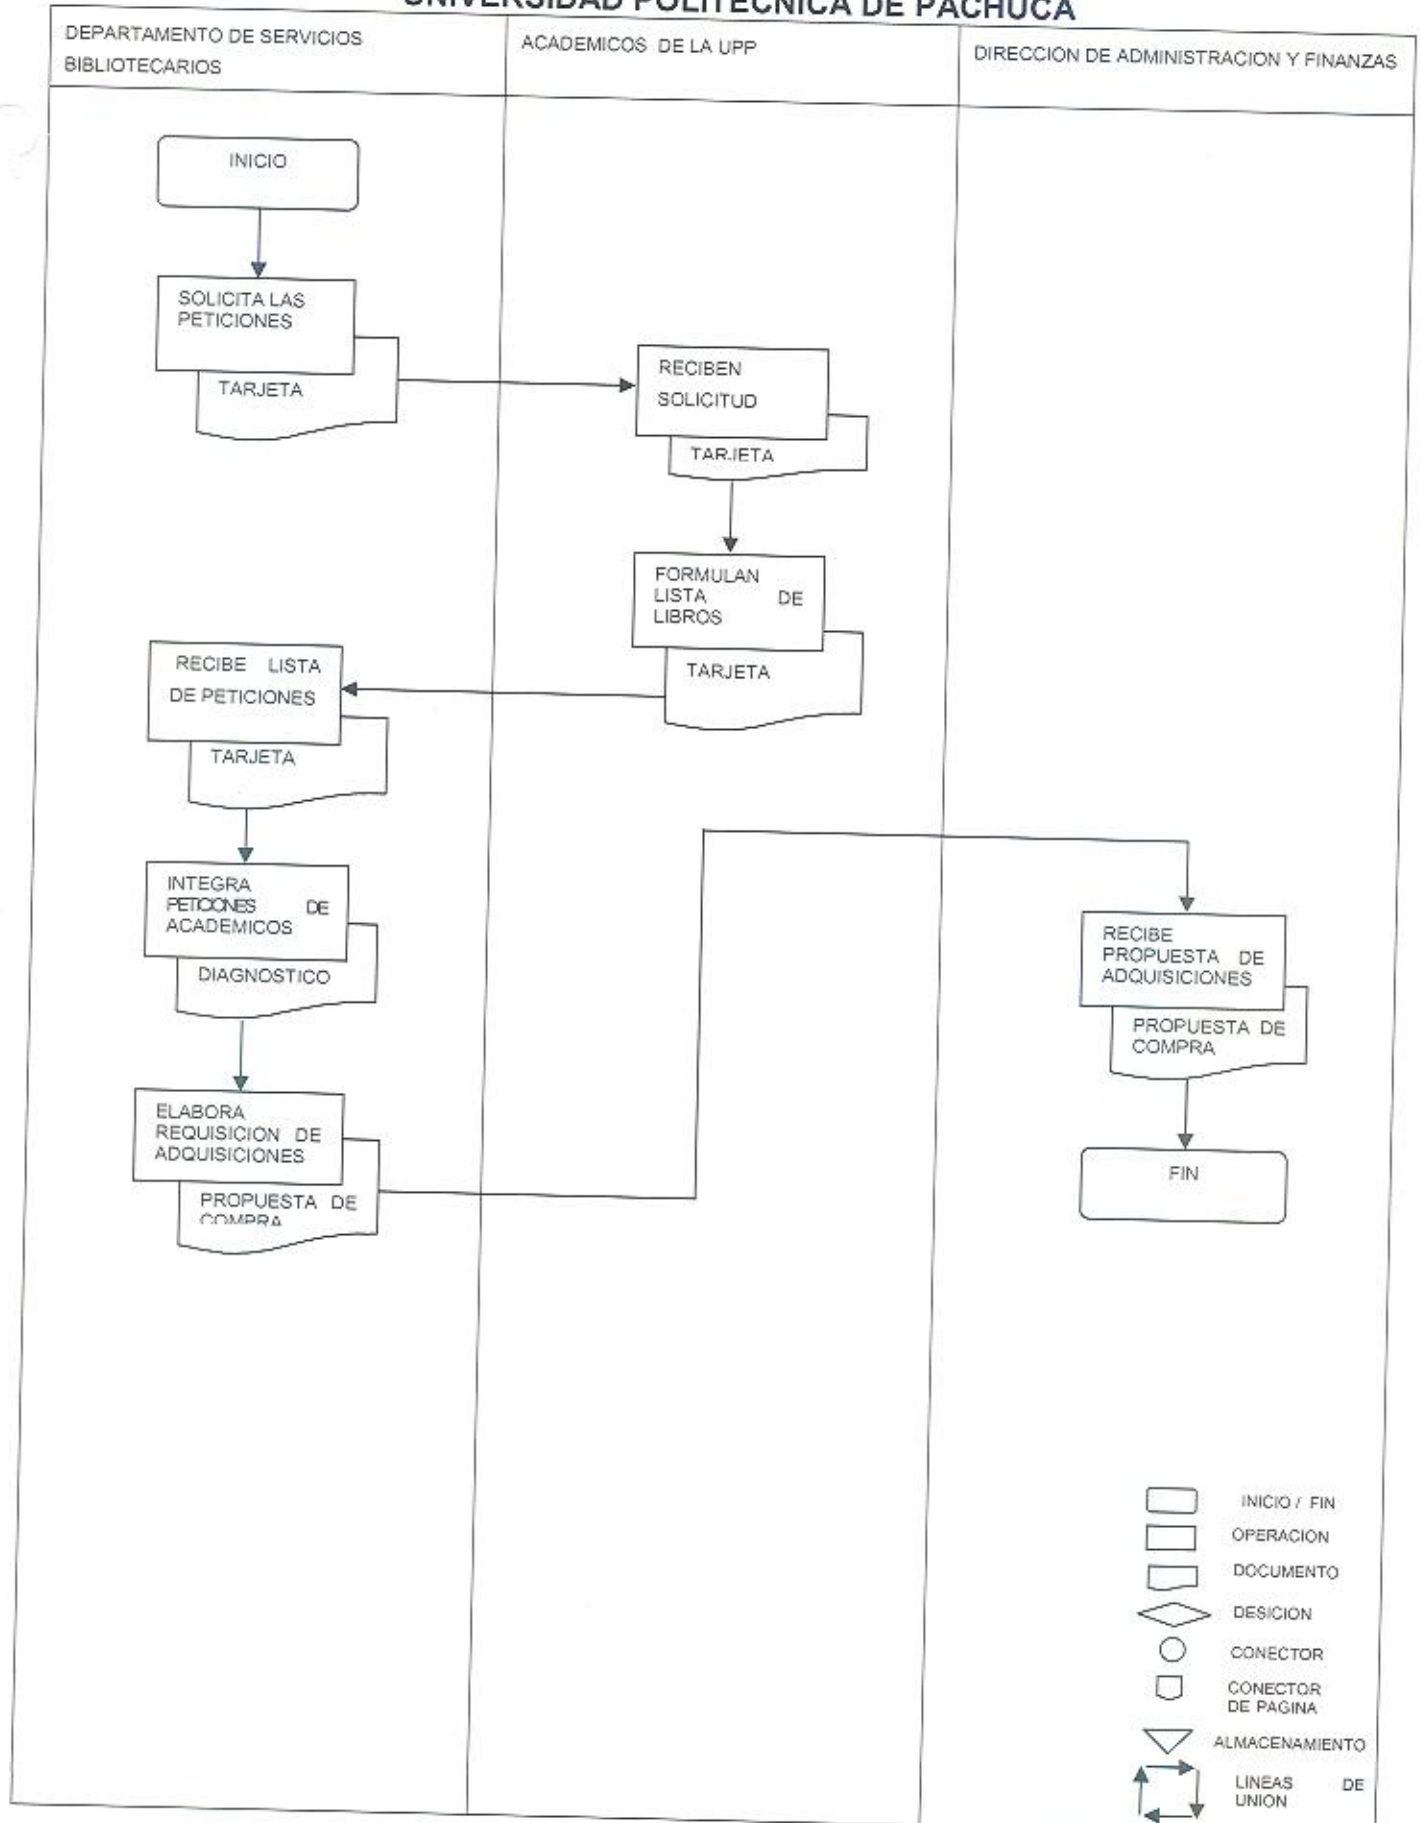 UNIVERSIDAD POLITECNICA DE PACHUCA
DEPARTAMENTO DE SERVICIOS
BIBLIOTECARIOS
ACADEMICOS DE LA UPP
DIRECCION DE ADMINISTRACION Y FINANZAS
INICIO
SOLICITA LAS
PETICIONES
TARJETA
RECIBEN
SOLICITUD
TARJETA
FORMULAN
LISTA DE
LIBROS
TARJETA
RECIBE LISTA
DE PETICIONES
TARJETA
INTEGRA
PETICIONES DE
ACADEMICOS
DIAGNOSTICO
ELABORA
REQUISICION DE
ADQUISICIONES
PROPUESTA DE
COMPRA
RECIBE
PROPUESTA DE
ADQUISICIONES
PROPUESTA DE
COMPRA
FIN
INICIO / FIN
OPERACION
DOCUMENTO
DESICION
CONECTOR
CONECTOR
DE PAGINA
ALMACENAMIENTO
LINEAS DE
UNION